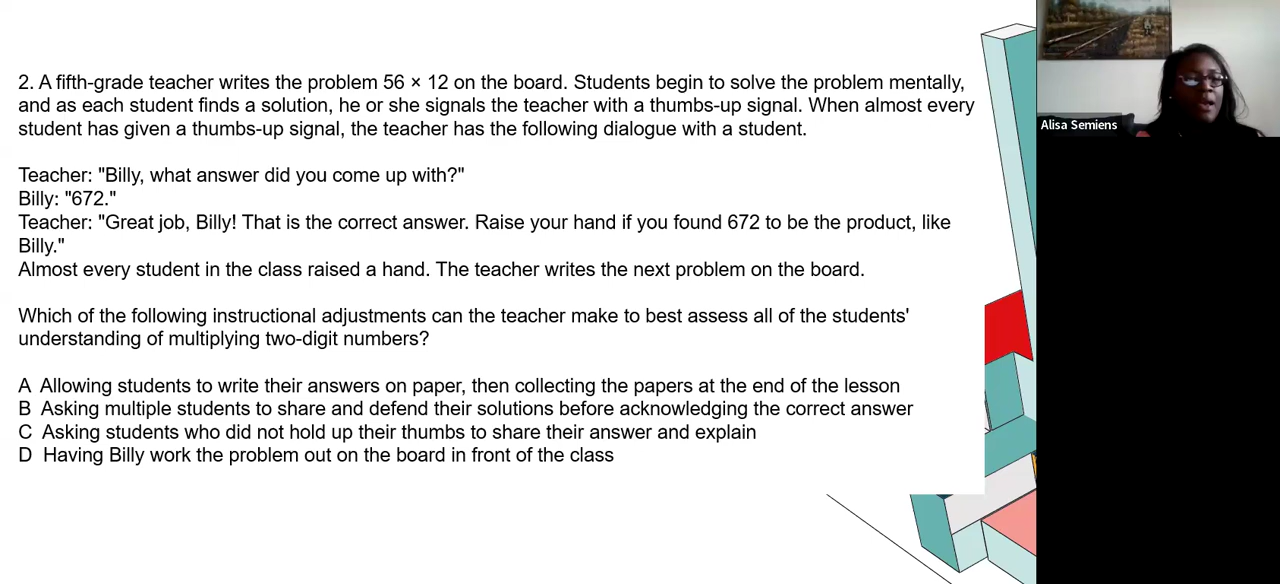 2. A fifth-grade teacher writes the problem 56 × 12 on the board. Students begin to solve the problem mentally,
and as each student finds a solution, he or she signals the teacher with a thumbs-up signal. When almost every
student has given a thumbs-up signal, the teacher has the following dialogue with a student.
Teacher: "Billy, what answer did you come up with?"
Billy: "672."
Teacher: "Great job, Billy! That is the correct answer. Raise your hand if you found 672 to be the product, like
Billy."
Almost every student in the class raised a hand. The teacher writes the next problem on the board.
Which of the following instructional adjustments can the teacher make to best assess all of the students'
understanding of multiplying two-digit numbers?
A Allowing students to write their answers on paper, then collecting the papers at the end of the lesson
B Asking multiple students to share and defend their solutions before acknowledging the correct answer
C Asking students who did not hold up their thumbs to share their answer and explain
D Having Billy work the problem out on the board in front of the class
Alisa Semiens